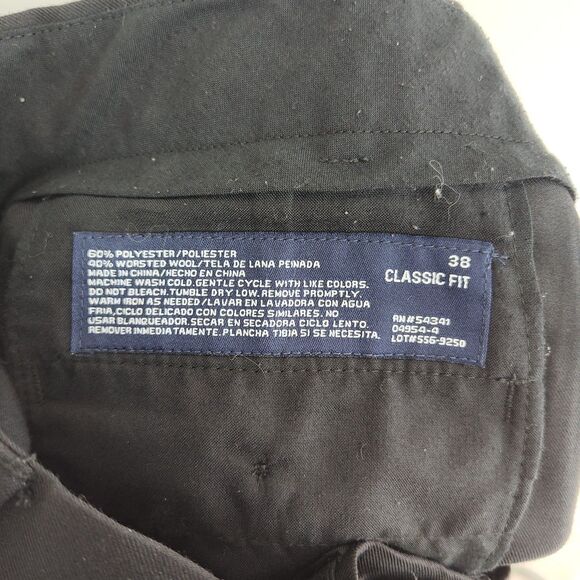 60% POLYESTER/POLIESTER
40% WORSTED WOOL/TELA DE LANA PEINADA
MADE IN CHINA/HECHO EN CHINA
MACHINE WASH COLD. GENTLE CYCLE WITH LIKE COLORS.
DO NOT BLEACH. TUMBLE DRY LOW. REMOVE PROMPTLY.
WARM IRON AS NEEDED/LAVAR EN LAVADORA CON AGUA
FRIA, CICLO DELICADO CON COLORES SIMILARES. NO
USAR BLANQUEADOR. SECAR EN SECADORA CICLO LENTO.
REMOVER INMEDIATAMENTE. PLANCHA TIBIA SI SE NECESITA.
38
CLASSIC FIT
RN#54341
04954-4
LOT#556-9250